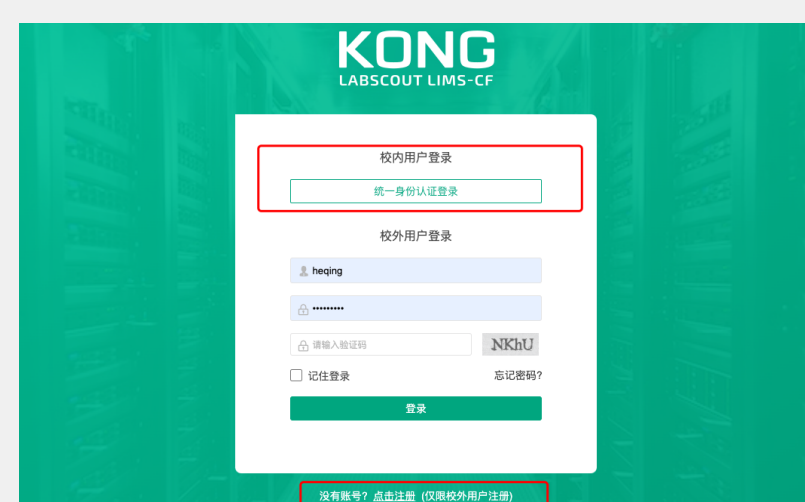 KONG
LABSCOUT LIMS-CF
校内用户登录
统一身份认证登录
校外用户登录
heqing
•••••••••
请输入验证码
NKhU
记住登录
忘记密码?
登录
没有账号? 点击注册 (仅限校外用户注册)